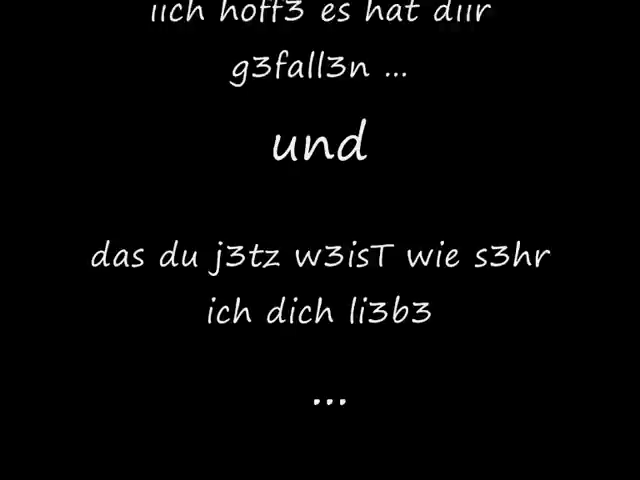 iich hoff3 es hat diir
g3fall3n ...
und
das du j3tz w3isT wie s3hr
ich dich li3b3
...